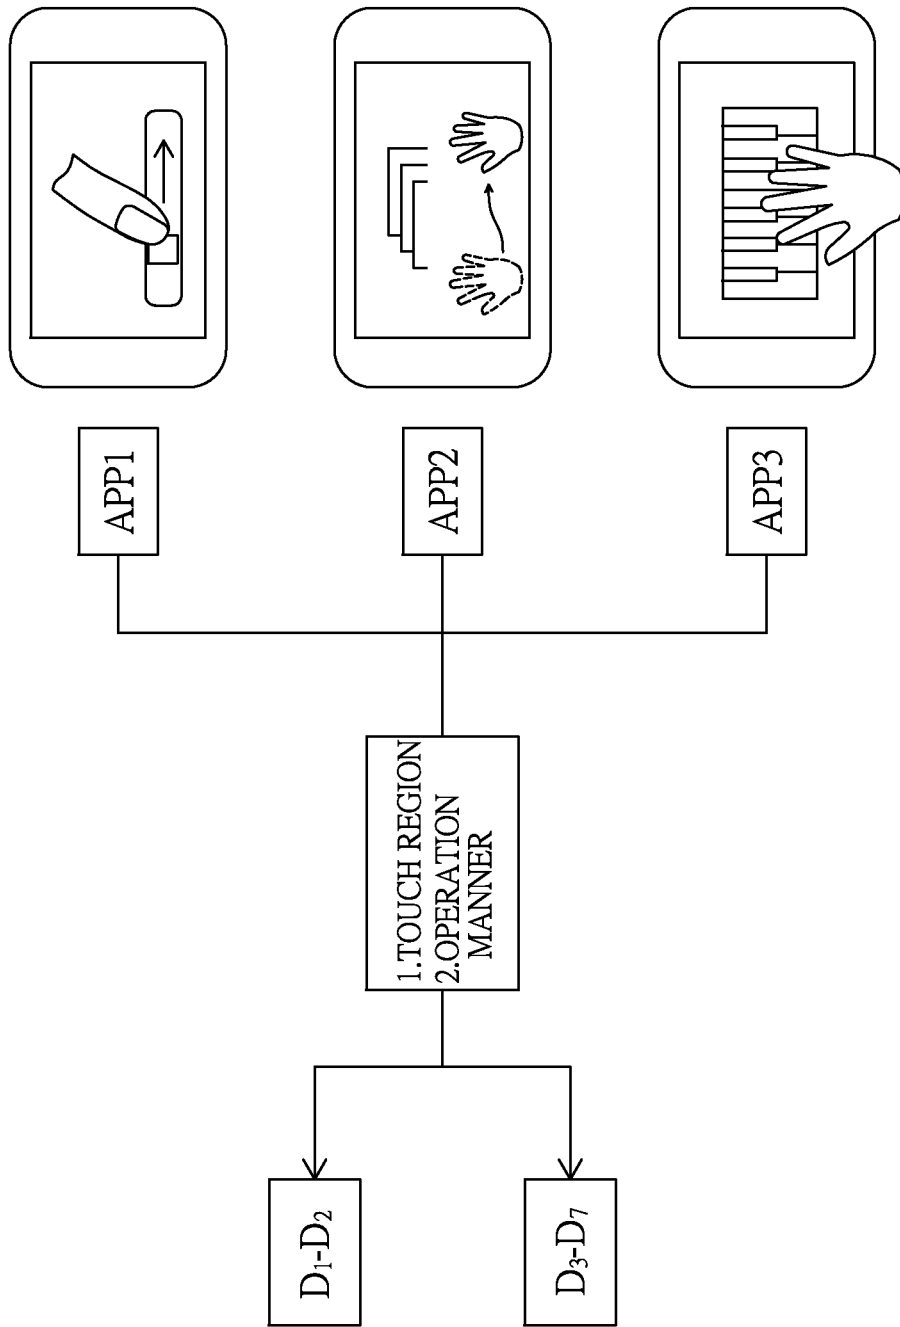 APP1
APP2
APP3
1.TOUCH REGION
2.OPERATION
MANNER
D₁-D₂
D₃-D₇